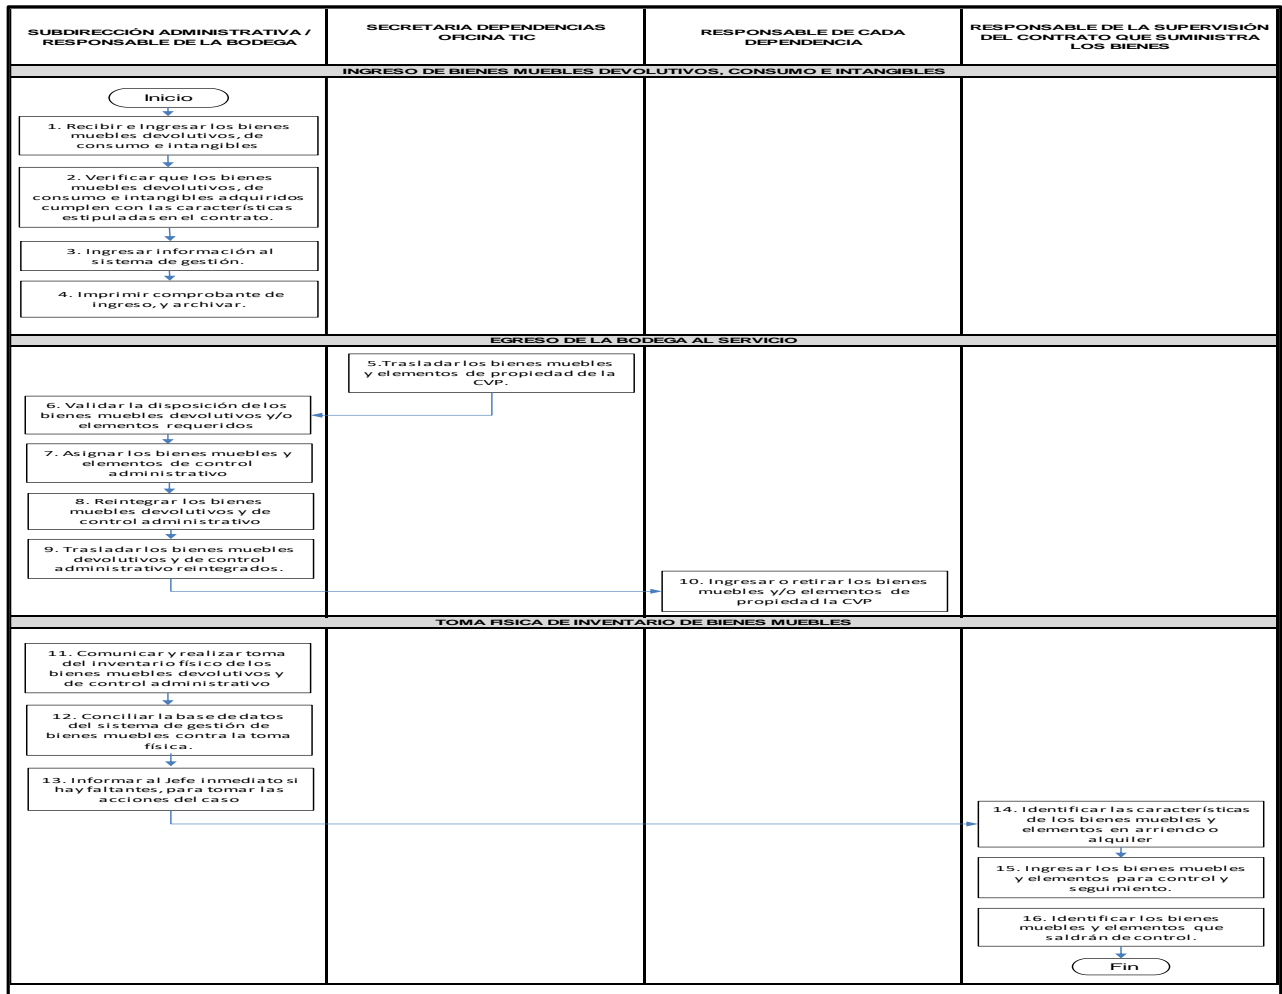 SUBDIRECCIÓN ADMINISTRATIVA /
RESPONSABLE DE LA BODEGA
SECRETARIA DEPENDENCIAS
OFICINA TIC
RESPONSABLE DE CADA
DEPENDENCIA
RESPONSABLE DE LA SUPERVISIÓN
DEL CONTRATO QUE SUMINISTRA
LOS BIENES
INGRESO DE BIENES MUEBLES DEVOLUTIVOS, CONSUMO E INTANGIBLES
Inicio
1. Recibir e Ingresar los bienes
muebles devolutivos, de
consumo e intangibles
2. Verificar que los bienes
muebles devolutivos, de
consumo e intangibles adquiridos
cumplen con las características
estipuladas en el contrato.
3. Ingresar información al
sistema de gestión.
4. Imprimir comprobante de
ingreso, y archivar.
EGRESO DE LA BODEGA AL SERVICIO
5.Trasladar los bienes muebles
y elementos de propiedad de la
CVP.
6. Validar la disposición de los
bienes muebles devolutivos y/o
elementos requeridos
7. Asignar los bienes muebles y
elementos de control
administrativo
8. Reintegrar los bienes
muebles devolutivos y de
control administrativo
9. Trasladar los bienes muebles
devolutivos y de control
administrativo reintegrados.
10. Ingresar o retirar los bienes
muebles y/o elementos de
propiedad la CVP
TOMA FISICA DE INVENTARIO DE BIENES MUEBLES
11. Comunicar y realizar toma
del inventario físico de los
bienes muebles devolutivos y
de control administrativo
12. Conciliar la base de datos
del sistema de gestión de
bienes muebles contra la toma
física.
13. Informar al Jefe inmediato si
hay faltantes, para tomar las
acciones del caso
14. Identificar las características
de los bienes muebles y
elementos en arriendo o
alquiler
15. Ingresar los bienes muebles
y elementos para control y
seguimiento.
16. Identificar los bienes
muebles y elementos que
saldrán de control.
Fin